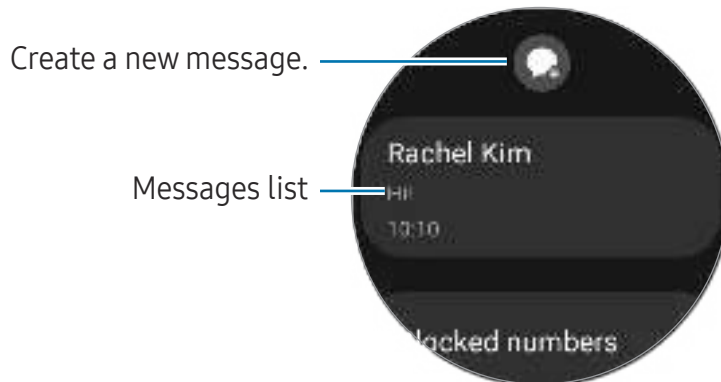 Create a new message.
Rachel Kim
Messages list
Hi!
10:10
locked numbers